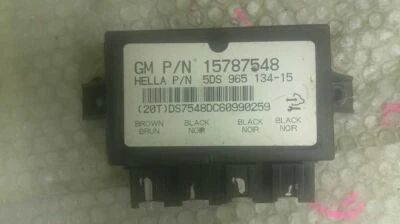 GM P/N 15787548
HELLA P/N 5DS 965 134-15
(20T)DS7548DC60990259
BROWN BLACK BLACK BLACK
BRUN NOIR NOIR NOIR